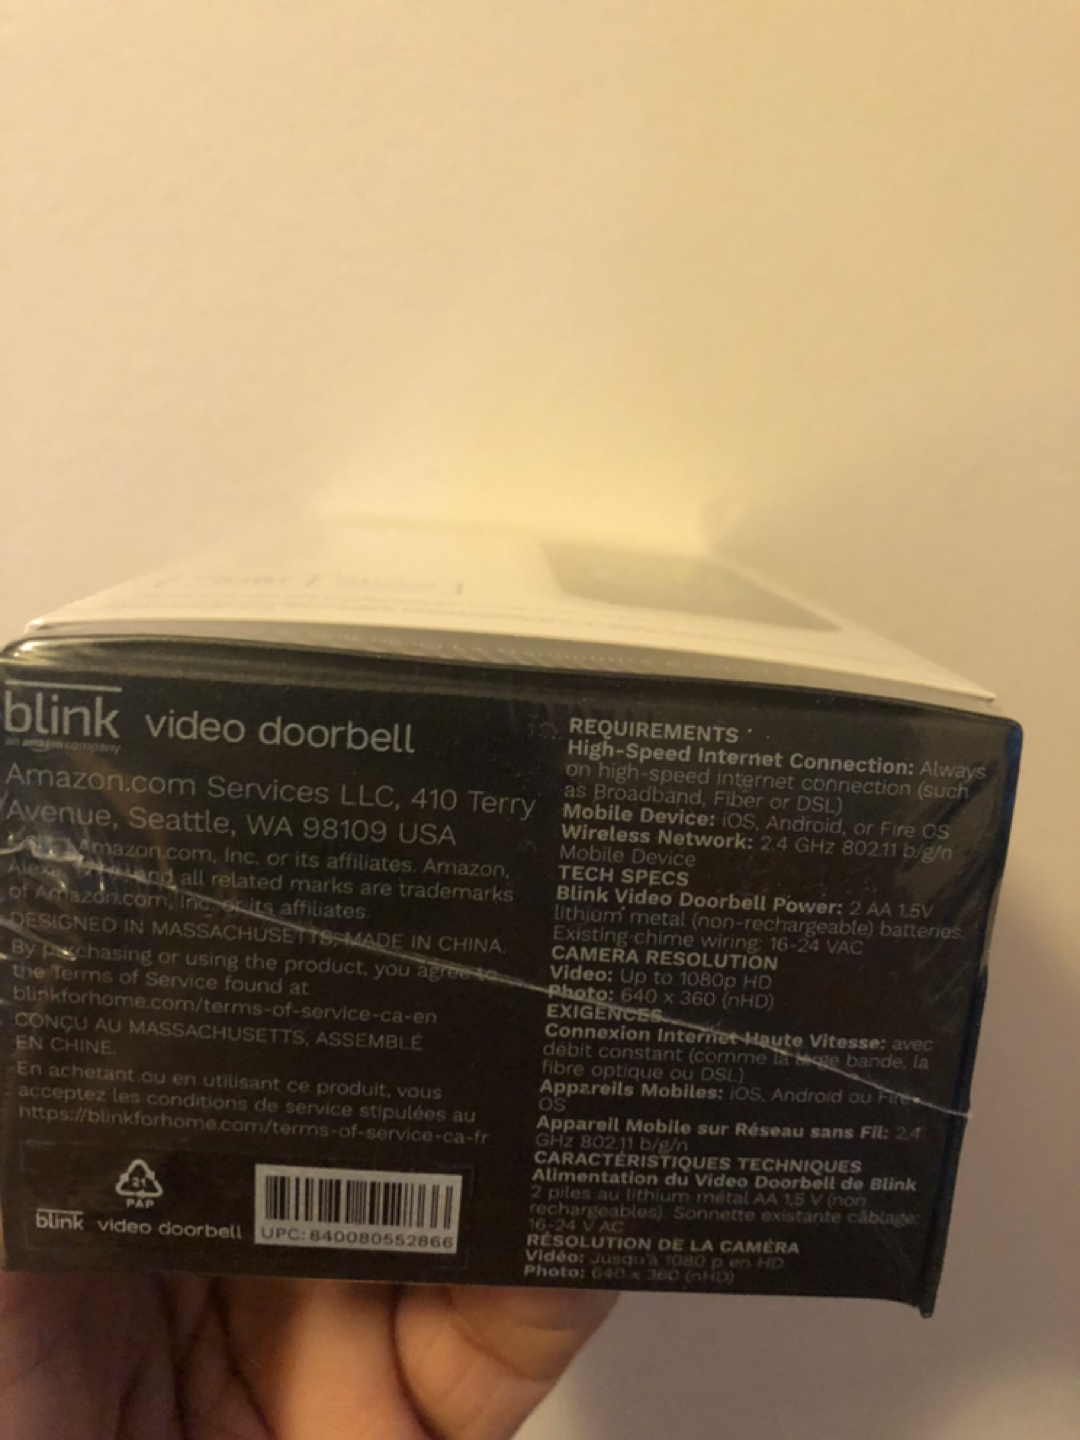 blink video doorbell
an amazon company
Amazon.com Services LLC, 410 Terry
Avenue, Seattle, WA 98109 USA
Amazon.com, Inc. or its affiliates. Amazon,
and all related marks are trademarks
of Amazon.com, Inc. or its affiliates.
DESIGNED IN MASSACHUSETTS, MADE IN CHINA.
By purchasing or using the product, you agree to
the Terms of Service found at
blinkforhome.com/terms-of-service-ca-en
CONÇU AU MASSACHUSETTS, ASSEMBLÉ
EN CHINE.
En achetant ou en utilisant ce produit, vous
acceptez les conditions de service stipulées au
https://blinkforhome.com/terms-of-service-ca-fr
21
PAP
blink video doorbell
UPC: 840080552866
REQUIREMENTS
High-Speed Internet Connection: Always
on high-speed internet connection (such
as Broadband, Fiber or DSL)
Mobile Device: iOS, Android, or Fire OS
Wireless Network: 2.4 GHz 802.11 b/g/n
Mobile Device
TECH SPECS
Blink Video Doorbell Power: 2 AA 1.5V
lithium metal (non-rechargeable) batteries.
Existing chime wiring: 16-24 VAC
CAMERA RESOLUTION
Video: Up to 1080p HD
Photo: 640 x 360 (nHD)
EXIGENCES
Connexion Internet Haute Vitesse: avec
débit constant (comme la large bande, la
fibre optique ou DSL)
Appareils Mobiles: iOS, Android ou Fire
OS
Appareil Mobile sur Réseau sans Fil: 2,4
GHz 802.11 b/g/n
CARACTÉRISTIQUES TECHNIQUES
Alimentation du Video Doorbell de Blink
2 piles au lithium métal AA 1,5 V (non
rechargeables). Sonnette existante câblage:
16-24 V AC
RÉSOLUTION DE LA CAMÉRA
Vidéo: Jusqu'à 1080 p en HD
Photo: 640 x 360 (nHD)